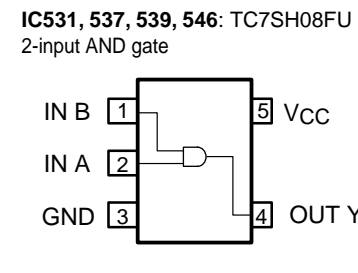 IC531, 537, 539, 546: TC7SH08FU
2-input AND gate
IN B 1 5 VCC
IN A 2
GND 3 4 OUT Y